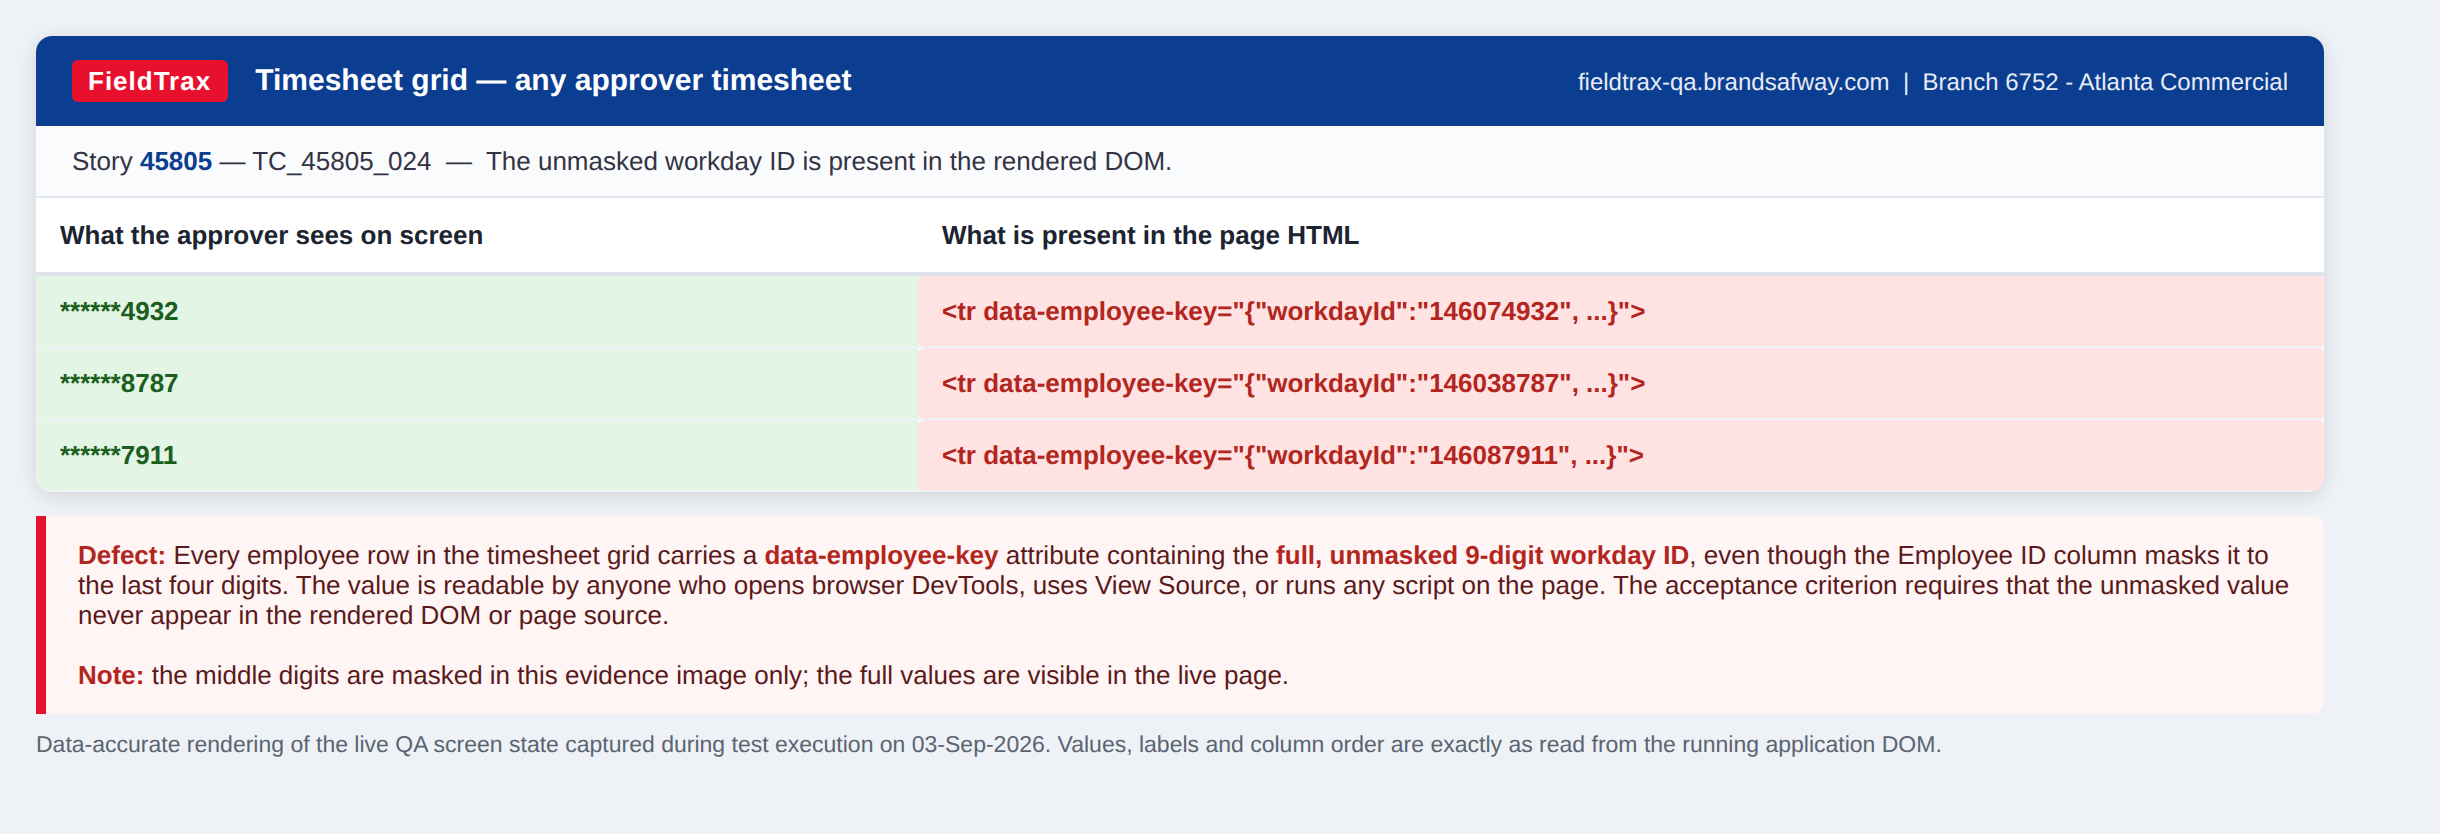 FieldTrax Timesheet grid — any approver timesheet fieldtrax-qa.brandsafway.com | Branch 6752 - Atlanta Commercial
Story 45805 — TC_45805_024 — The unmasked workday ID is present in the rendered DOM.
What the approver sees on screen What is present in the page HTML
******4932 <tr data-employee-key="{"workdayId":"146074932", ...}">
******8787 <tr data-employee-key="{"workdayId":"146038787", ...}">
******7911 <tr data-employee-key="{"workdayId":"146087911", ...}">
Defect: Every employee row in the timesheet grid carries a data-employee-key attribute containing the full, unmasked 9-digit workday ID, even though the Employee ID column masks it to
the last four digits. The value is readable by anyone who opens browser DevTools, uses View Source, or runs any script on the page. The acceptance criterion requires that the unmasked value
never appear in the rendered DOM or page source.
Note: the middle digits are masked in this evidence image only; the full values are visible in the live page.
Data-accurate rendering of the live QA screen state captured during test execution on 03-Sep-2026. Values, labels and column order are exactly as read from the running application DOM.